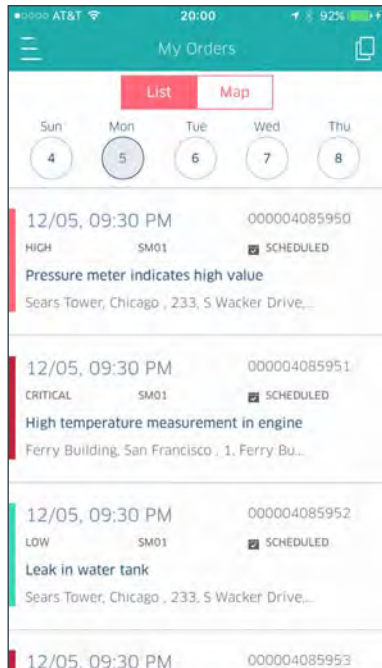 AT&T 20:00 92%
My Orders
List Map
Sun Mon Tue Wed Thu
4 5 6 7 8
12/05, 09:30 PM 000004085950
HIGH SM01 SCHEDULED
Pressure meter indicates high value
Sears Tower, Chicago , 233, S Wacker Drive,...
12/05, 09:30 PM 000004085951
CRITICAL SM01 SCHEDULED
High temperature measurement in engine
Ferry Building, San Francisco , 1, Ferry Bu...
12/05, 09:30 PM 000004085952
LOW SM01 SCHEDULED
Leak in water tank
Sears Tower, Chicago , 233, S Wacker Drive,...
12/05, 09:30 PM 000004085953